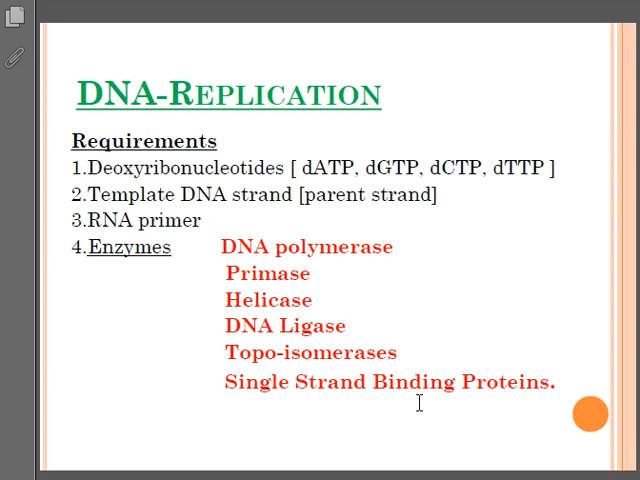 DNA-REPLICATION
Requirements
1.Deoxyribonucleotides [ dATP, dGTP, dCTP, dTTP ]
2.Template DNA strand [parent strand]
3.RNA primer
4.Enzymes DNA polymerase
Primase
Helicase
DNA Ligase
Topo-isomerases
Single Strand Binding Proteins.